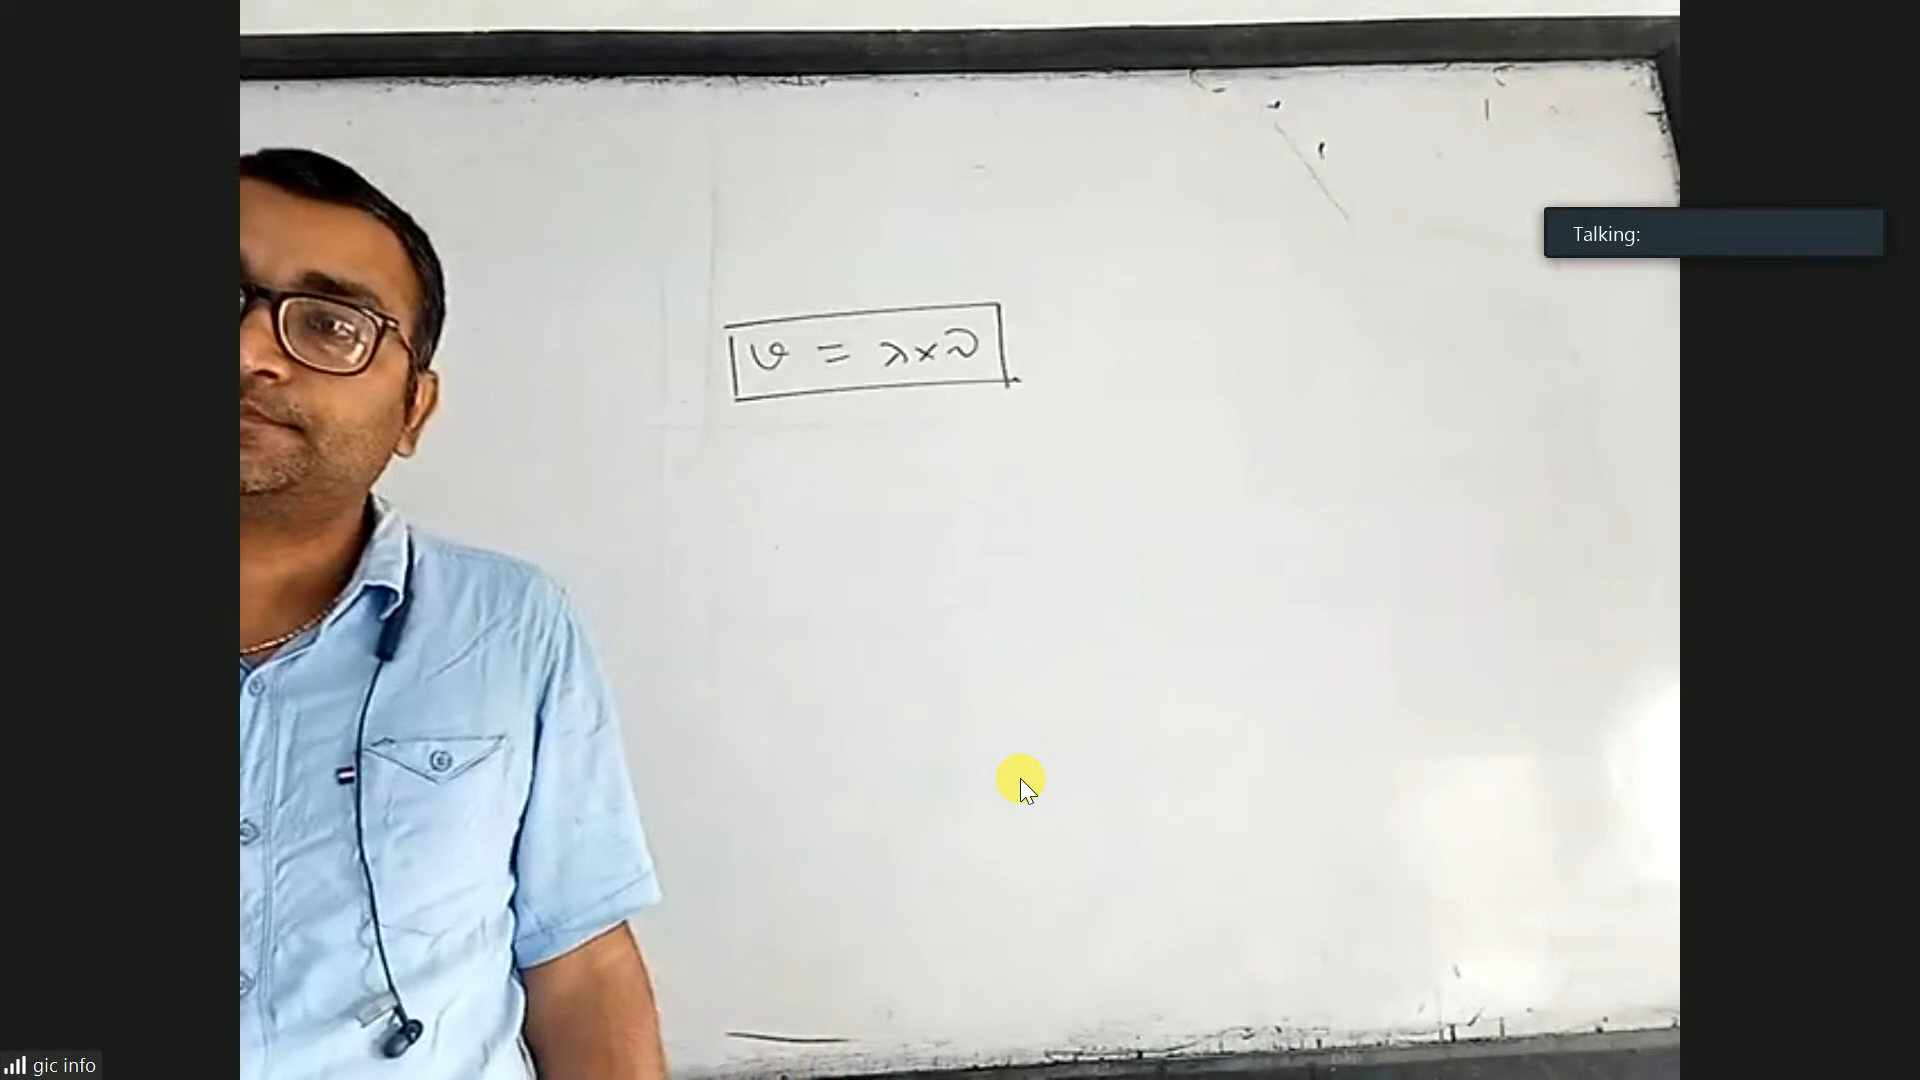 Talking:
v = λ × ν
gic info